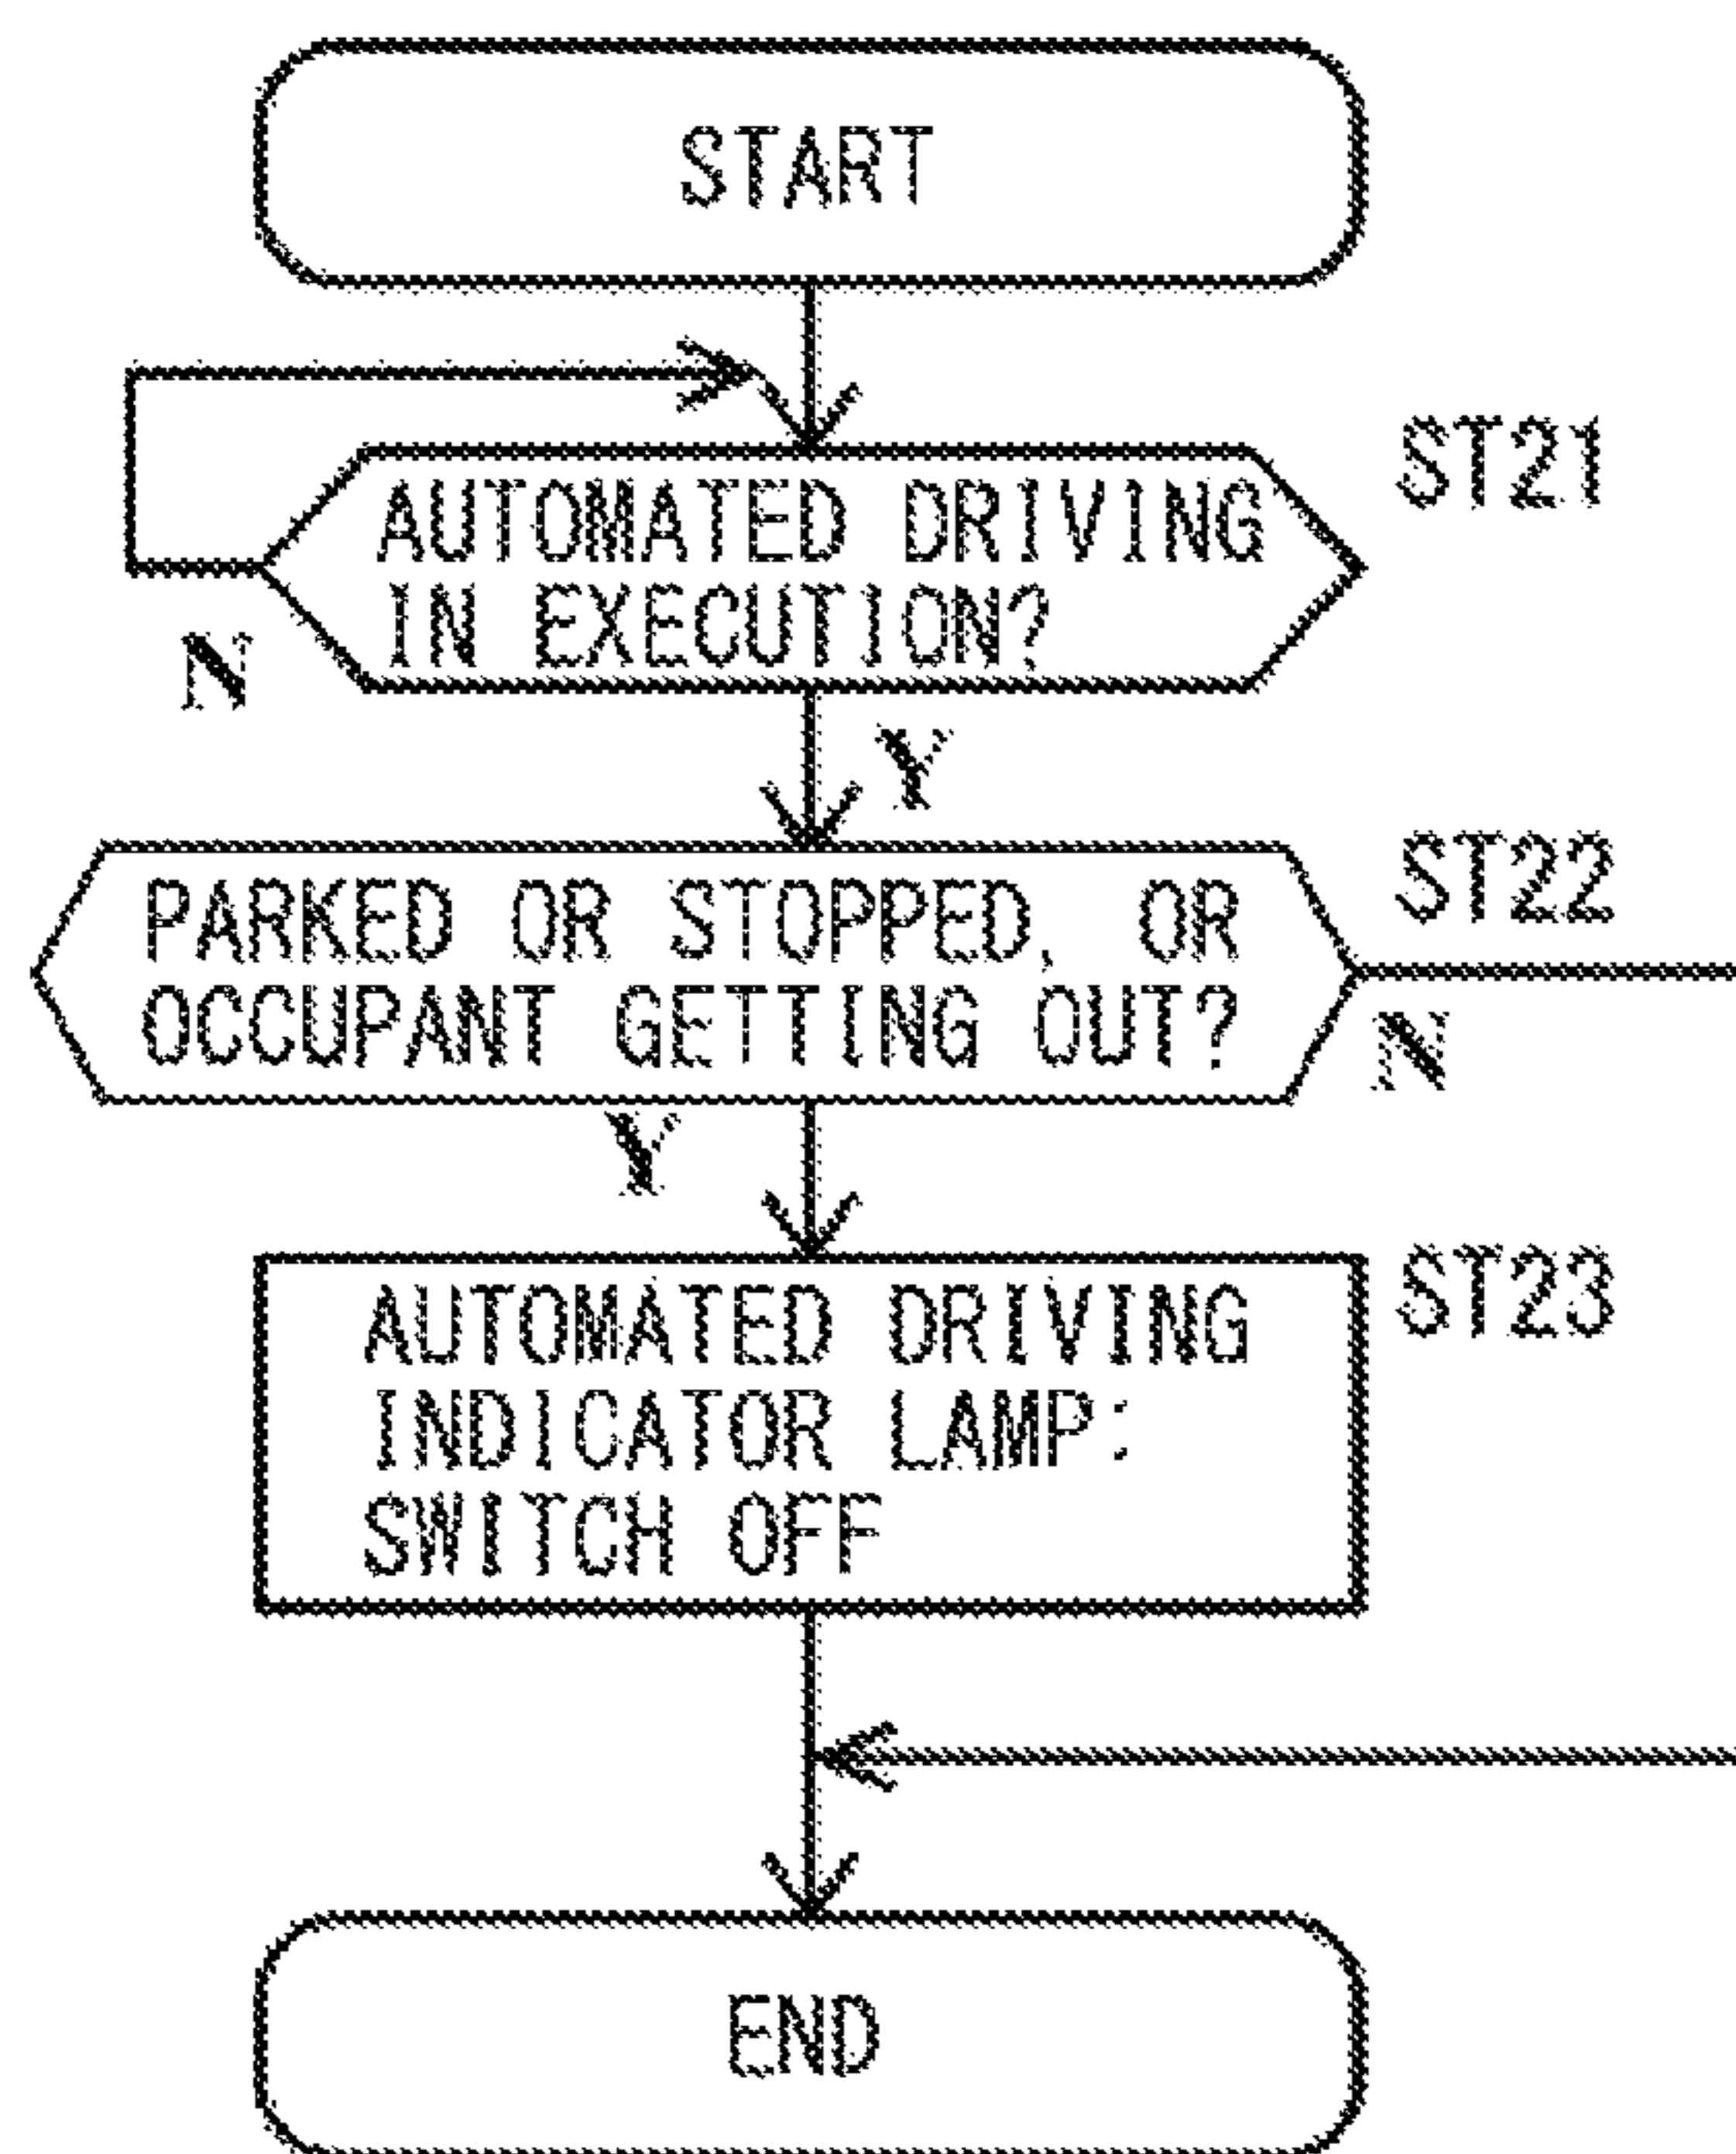 START
AUTOMATED DRIVING
IN EXECUTION?
ST21
N
Y
PARKED OR STOPPED, OR
OCCUPANT GETTING OUT?
ST22
N
Y
AUTOMATED DRIVING
INDICATOR LAMP:
SWITCH OFF
ST23
END